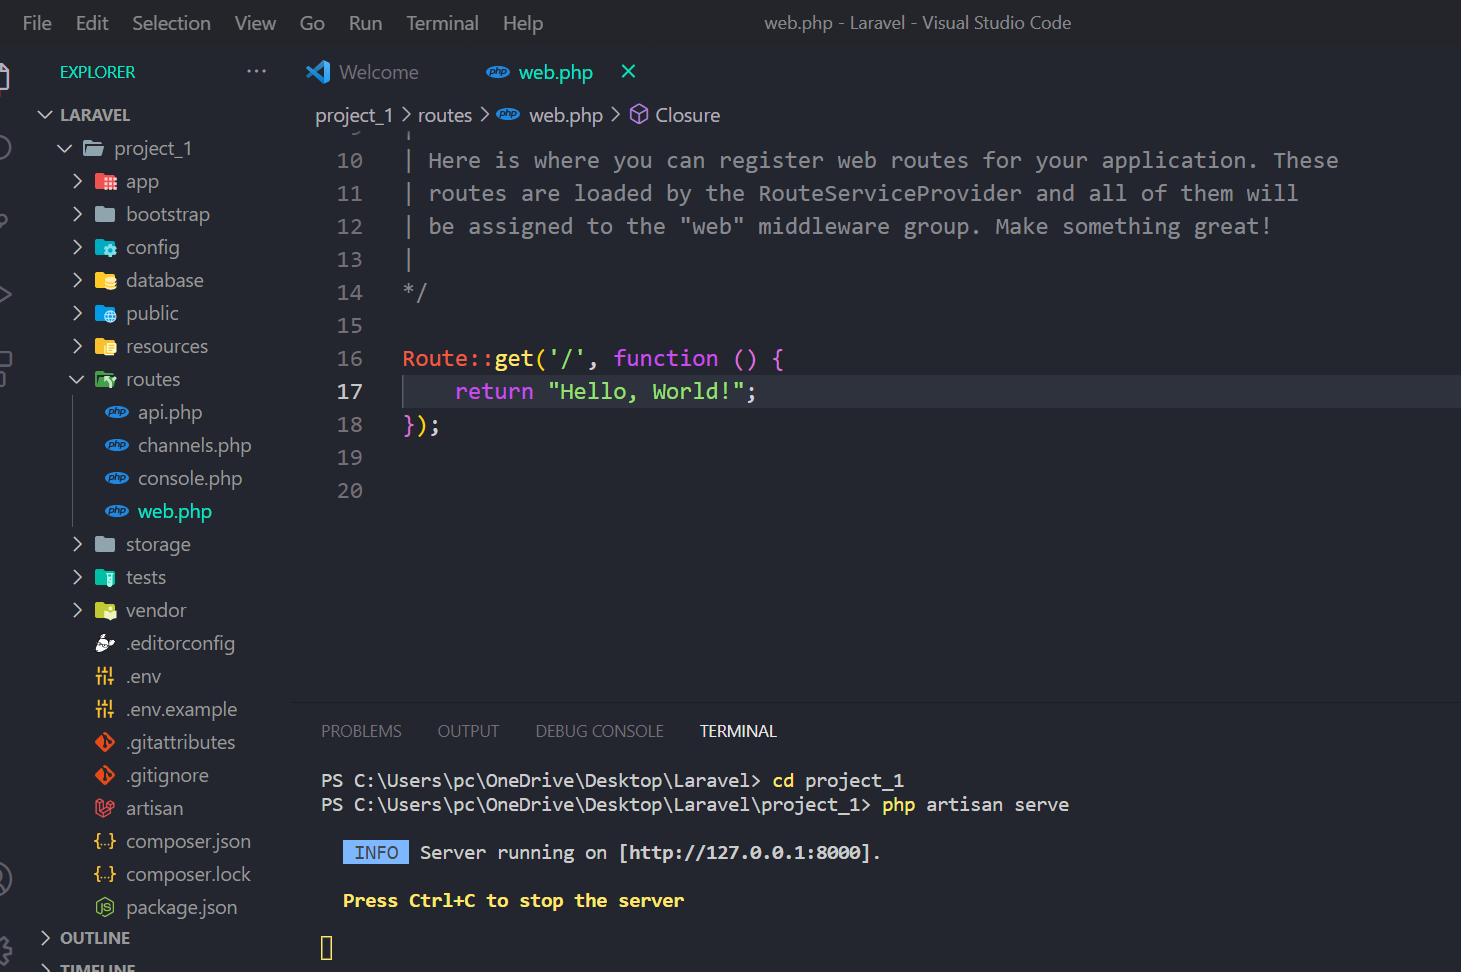 File Edit Selection View Go Run Terminal Help
web.php - Laravel - Visual Studio Code
EXPLORER ···
LARAVEL
project_1
app
bootstrap
config
database
public
resources
routes
php api.php
php channels.php
php console.php
php web.php
storage
tests
vendor
.editorconfig
.env
.env.example
.gitattributes
.gitignore
artisan
{..} composer.json
{..} composer.lock
package.json
OUTLINE
TIMELINE
Welcome
php web.php
project_1 > routes > php web.php > Closure
9 |
10 | Here is where you can register web routes for your application. These
11 | routes are loaded by the RouteServiceProvider and all of them will
12 | be assigned to the "web" middleware group. Make something great!
13 |
14 */
15
16 Route::get('/', function () {
17 return "Hello, World!";
18 });
19
20
PROBLEMS OUTPUT DEBUG CONSOLE TERMINAL
PS C:\Users\pc\OneDrive\Desktop\Laravel> cd project_1
PS C:\Users\pc\OneDrive\Desktop\Laravel\project_1> php artisan serve
INFO Server running on [http://127.0.0.1:8000].
Press Ctrl+C to stop the server